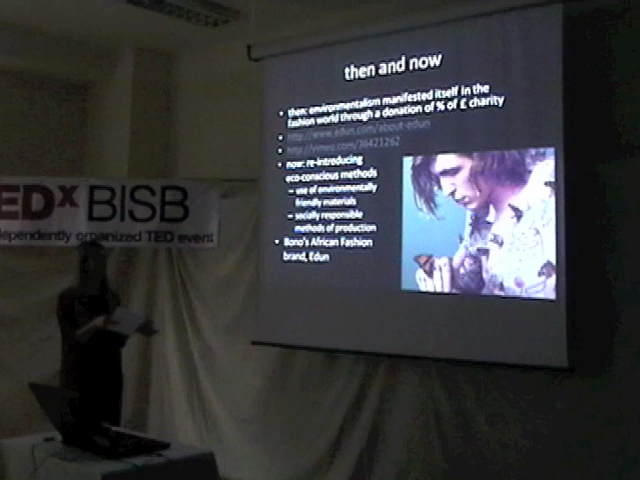 then and now
• then: environmentalism manifested itself in the
fashion world through a donation of % of £ charity
• http://www.edun.com/about-edun
• http://vimeo.com/36421262
• now: re-introducing
eco-conscious methods
– use of environmentally
friendly materials
– socially responsible
methods of production
• Bono's African Fashion
brand, Edun
EDx BISB
dependently organized TED event